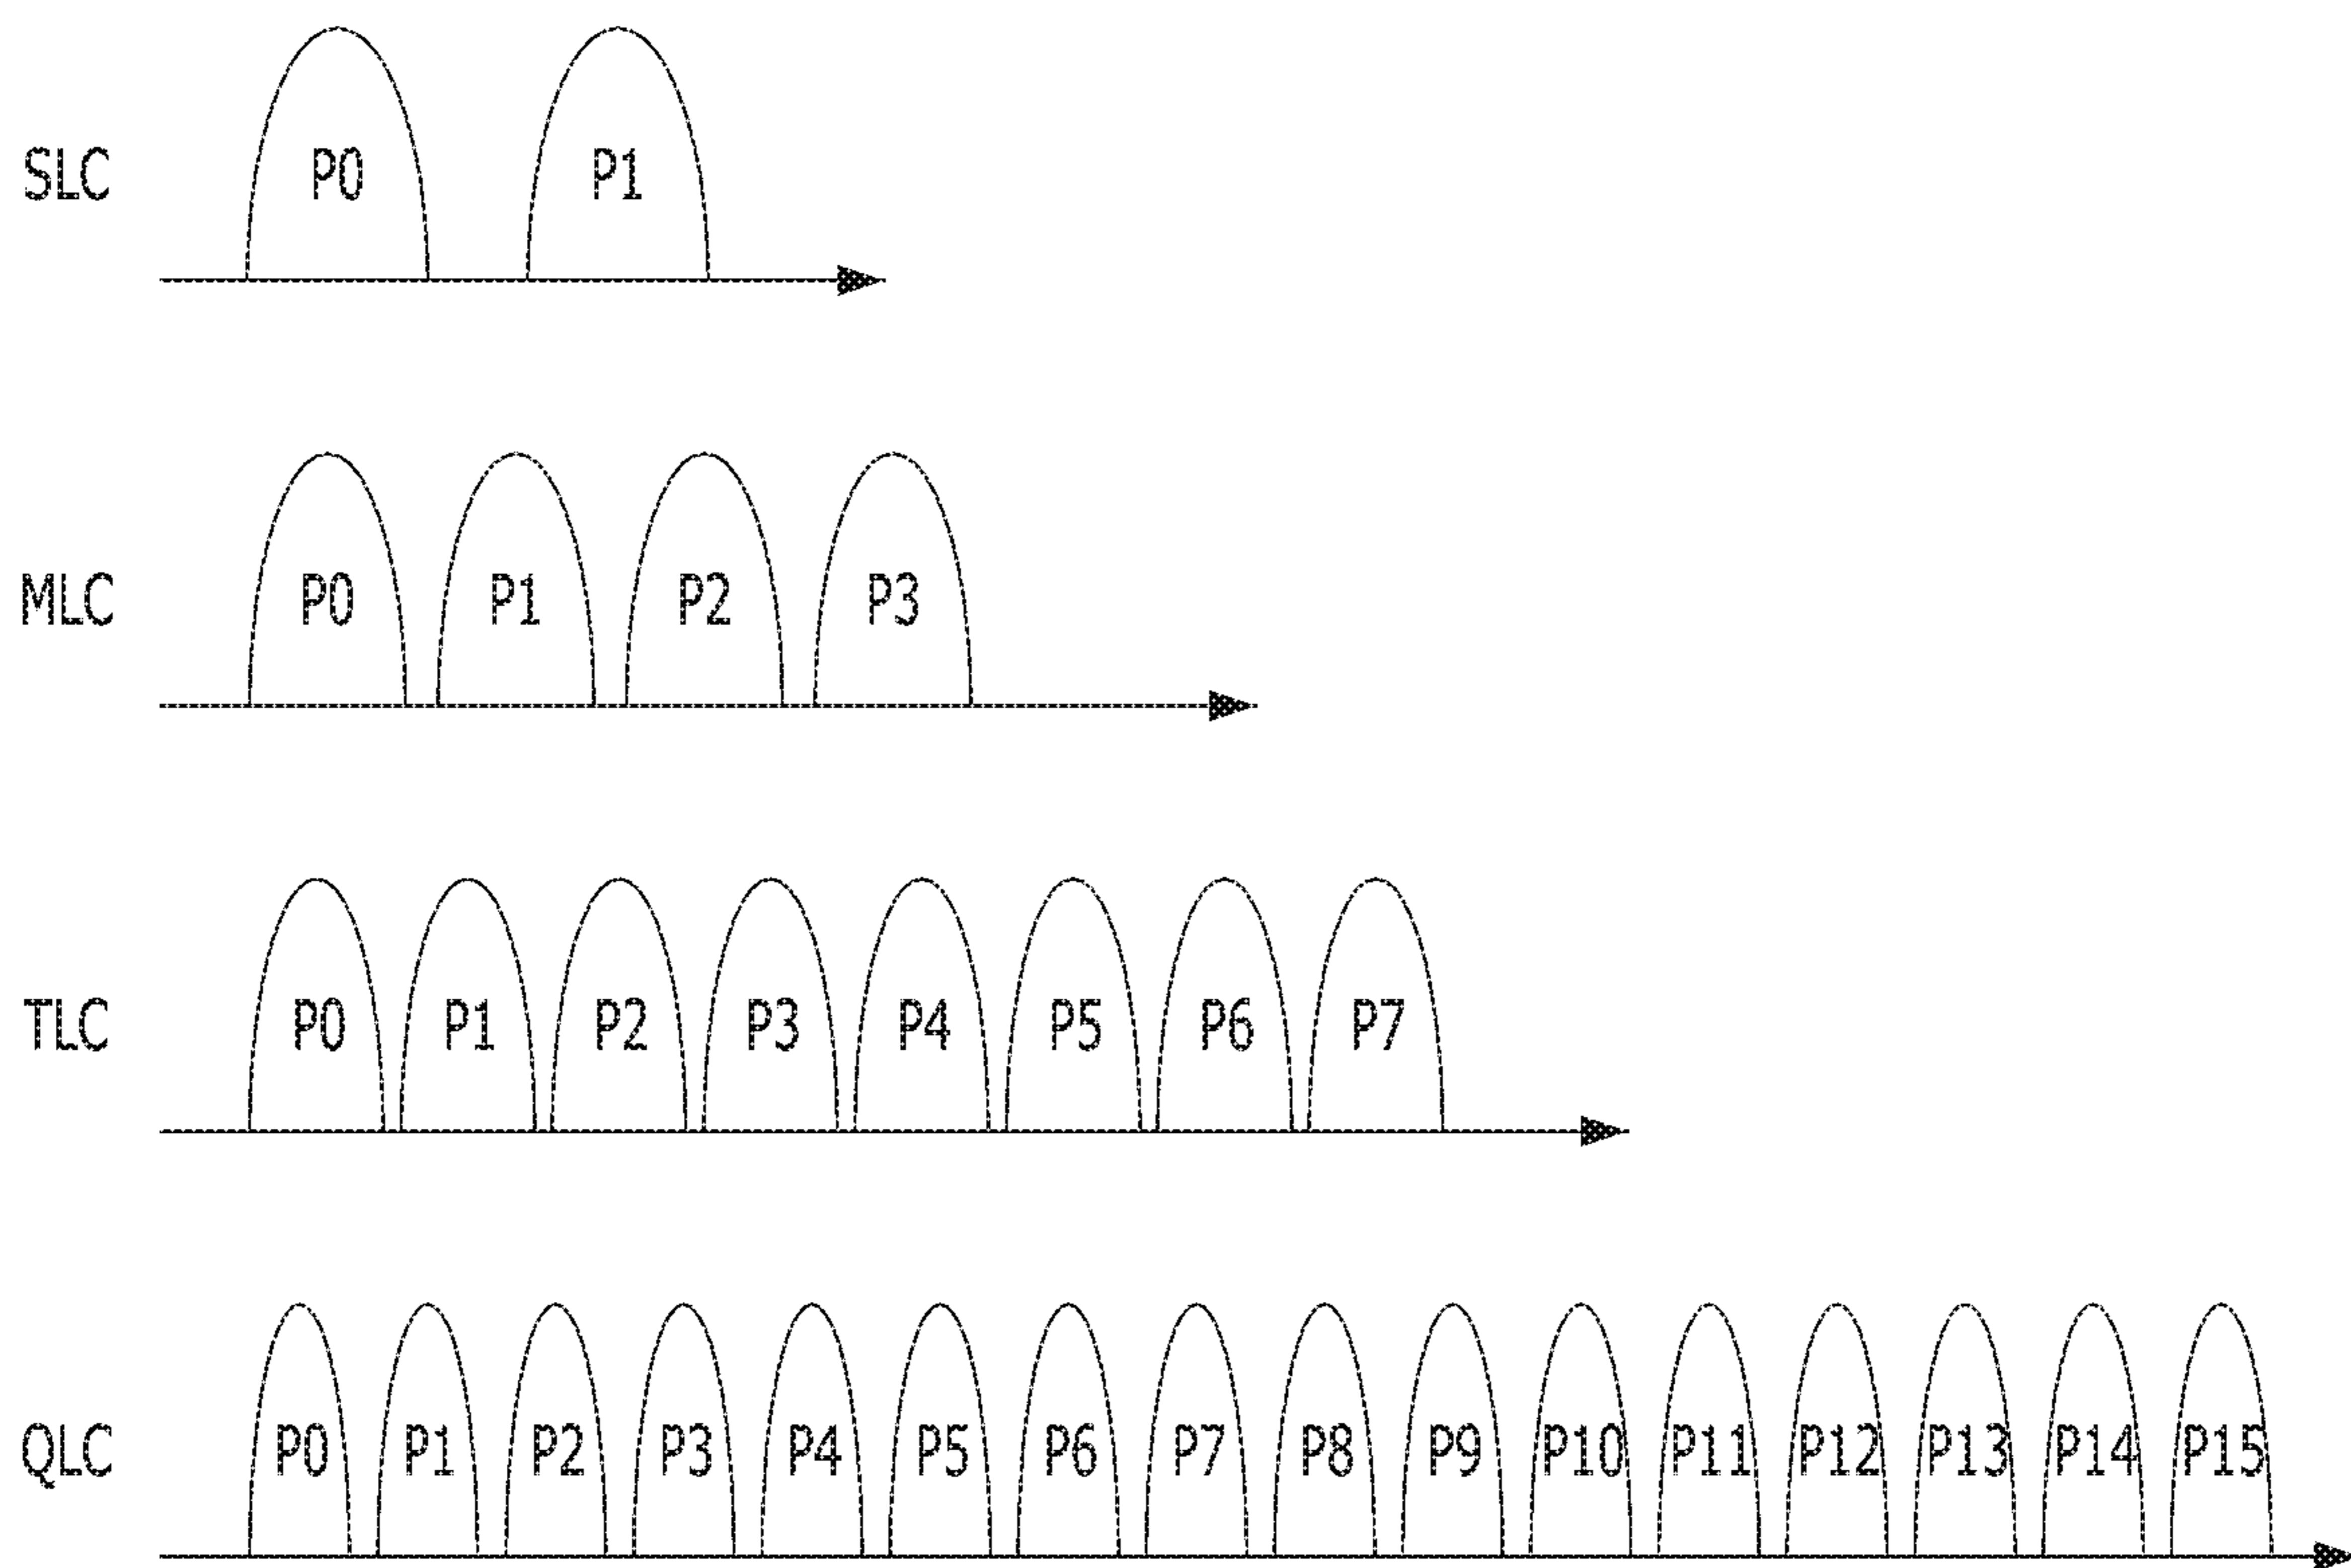 SLC P0 P1
MLC P0 P1 P2 P3
TLC P0 P1 P2 P3 P4 P5 P6 P7
QLC P0 P1 P2 P3 P4 P5 P6 P7 P8 P9 P10 P11 P12 P13 P14 P15